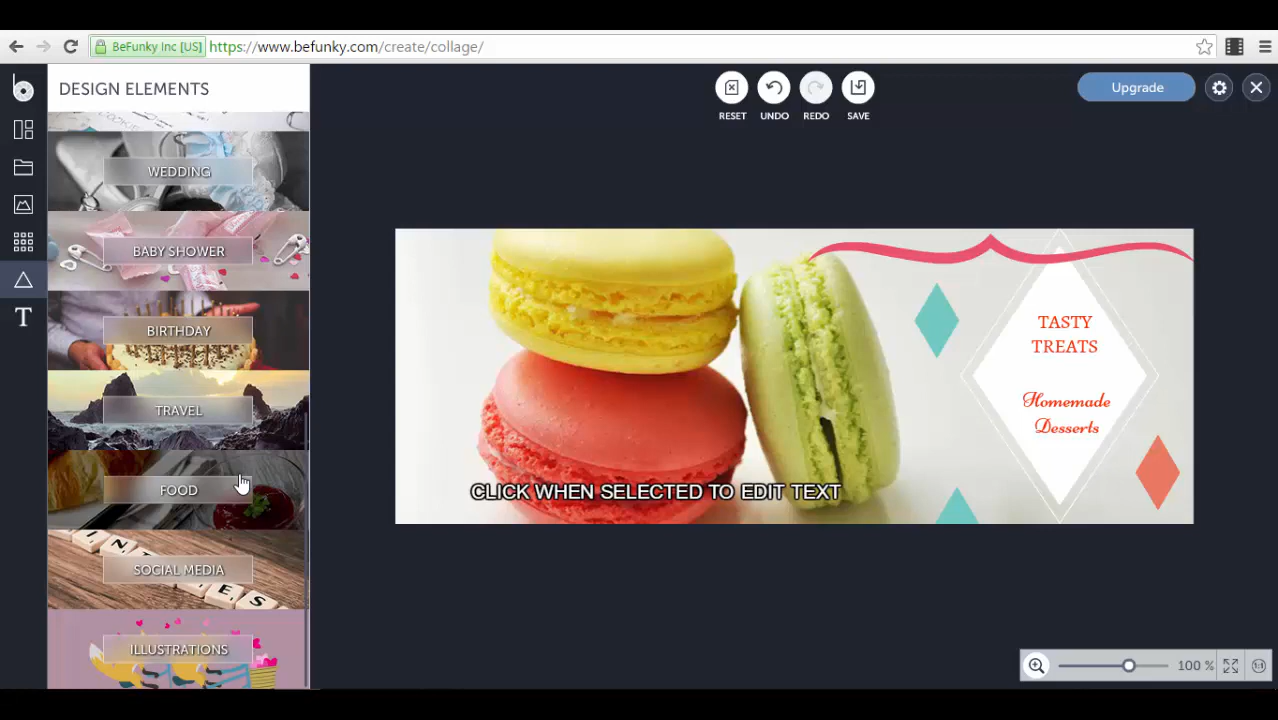 BeFunky Inc [US]
https://www.befunky.com/create/collage/
DESIGN ELEMENTS
Upgrade
RESET
UNDO
REDO
SAVE
WEDDING
BABY SHOWER
BIRTHDAY
TRAVEL
FOOD
SOCIAL MEDIA
ILLUSTRATIONS
T
TASTY
TREATS
Homemade
Desserts
CLICK WHEN SELECTED TO EDIT TEXT
100 %